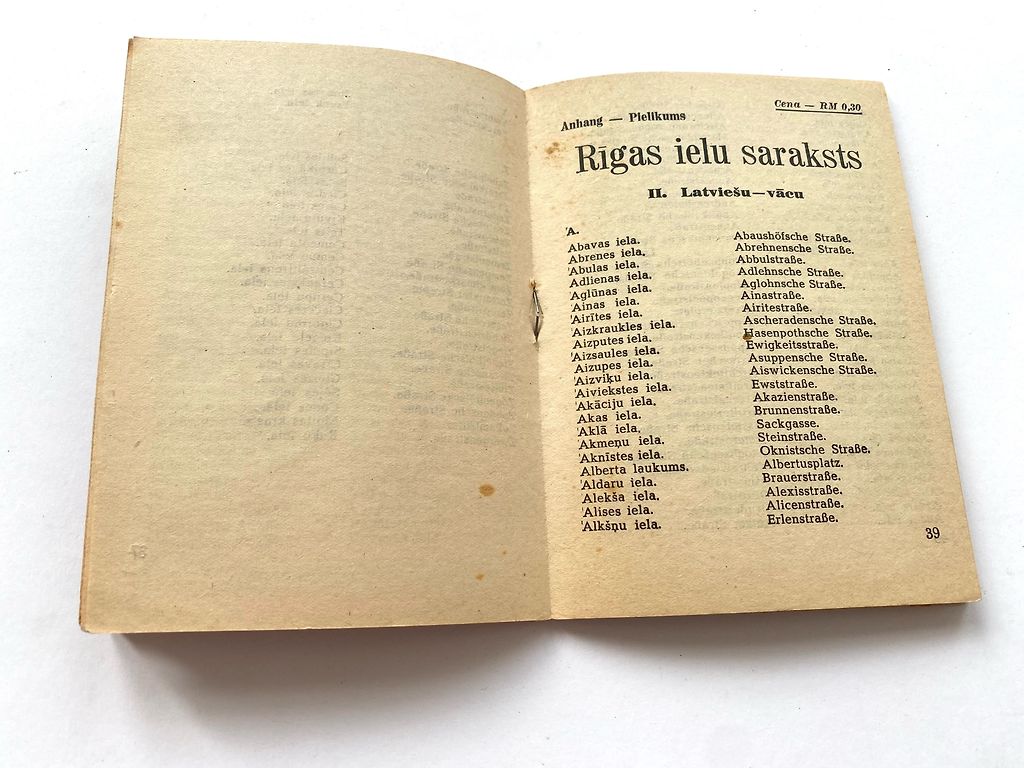 Cena — RM 0,30
Anhang — Pielikums
Rīgas ielu saraksts
II. Latviešu—vācu
A.
Abavas iela. Abaushöfsche Straße.
Abrenes iela. Abrehnensche Straße.
Abulas iela. Abbulstraße.
Adlienas iela. Adlehnsche Straße.
Aglūnas iela. Aglohnsche Straße.
Ainas iela. Ainastraße.
Airītes iela. Airitestraße.
Aizkraukles iela. Ascheradensche Straße.
Aizputes iela. Hasenpothsche Straße.
Aizsaules iela. Ewigkeitsstraße.
Aizupes iela. Asuppensche Straße.
Aizviķu iela. Aiswickensche Straße.
Aiviekstes iela. Ewststraße.
Akāciju iela. Akazienstraße.
Akas iela. Brunnenstraße.
Aklā iela. Sackgasse.
Akmeņu iela. Steinstraße.
Aknīstes iela. Oknistsche Straße.
Alberta laukums. Albertusplatz.
Aldaru iela. Brauerstraße.
Alekša iela. Alexisstraße.
Alises iela. Alicenstraße.
Alkšņu iela. Erlenstraße.
39